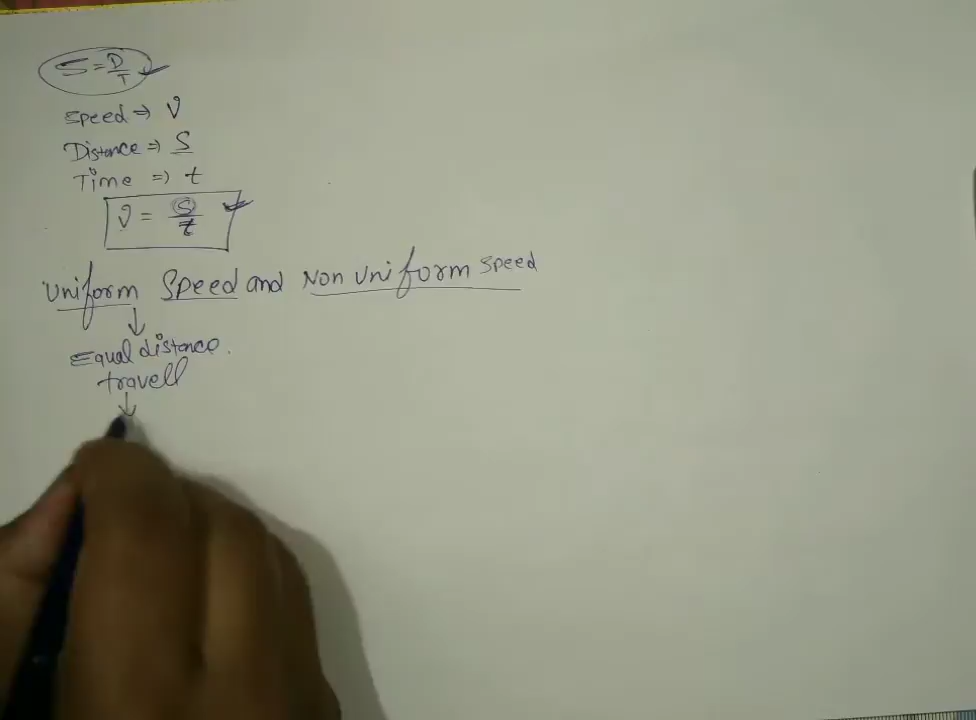 S = D/T
Speed ⇒ v
Distance ⇒ S
Time ⇒ t
v = S/t
Uniform Speed and Non Uniform Speed
Equal distance.
travell